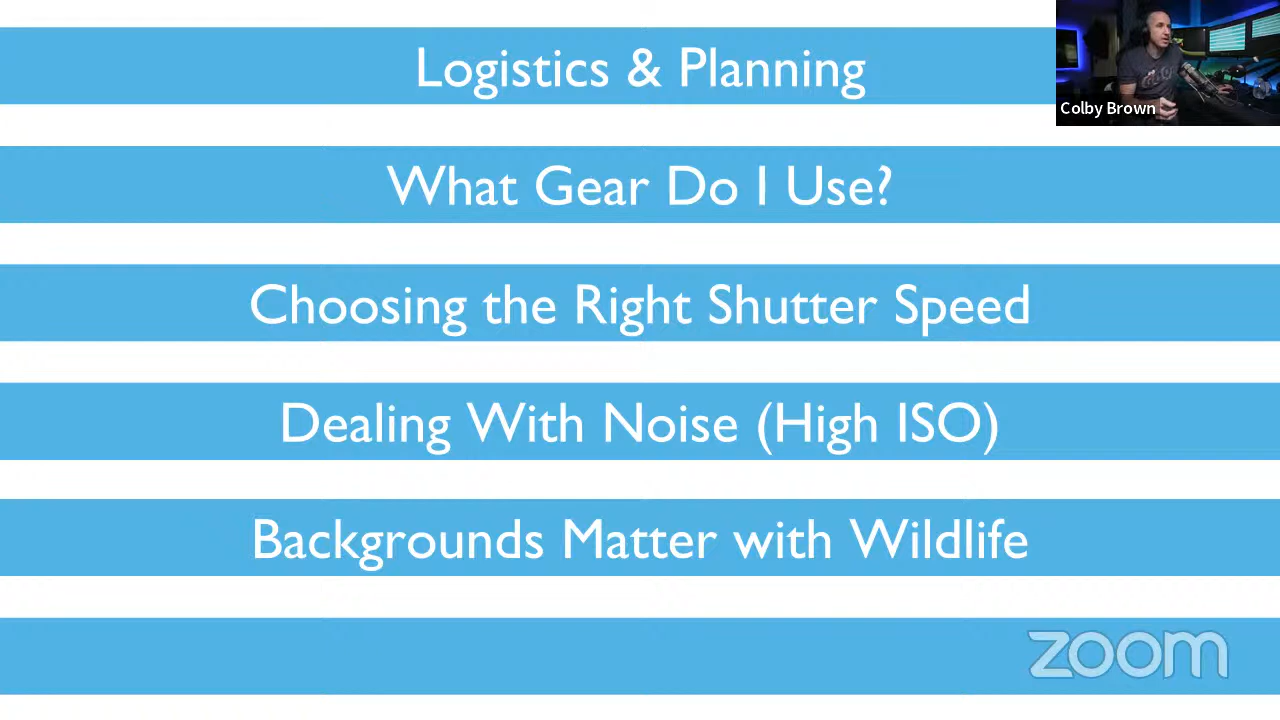 Logistics & Planning
Colby Brown
What Gear Do I Use?
Choosing the Right Shutter Speed
Dealing With Noise (High ISO)
Backgrounds Matter with Wildlife
zoom